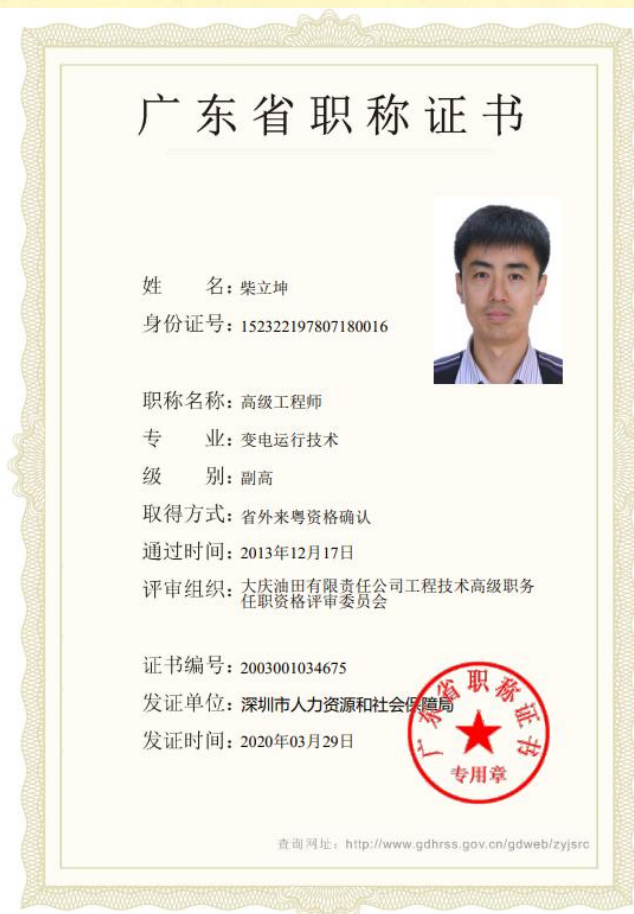 广东省职称证书
姓 名：柴立坤
身份证号：152322197807180016
职称名称：高级工程师
专 业：变电运行技术
级 别：副高
取得方式：省外来粤资格确认
通过时间：2013年12月17日
评审组织：大庆油田有限责任公司工程技术高级职务
任职资格评审委员会
证书编号：2003001034675
发证单位：深圳市人力资源和社会保障局
发证时间：2020年03月29日
广东省职称证书
专用章
查询网址：http://www.gdhrss.gov.cn/gdweb/zyjsrc